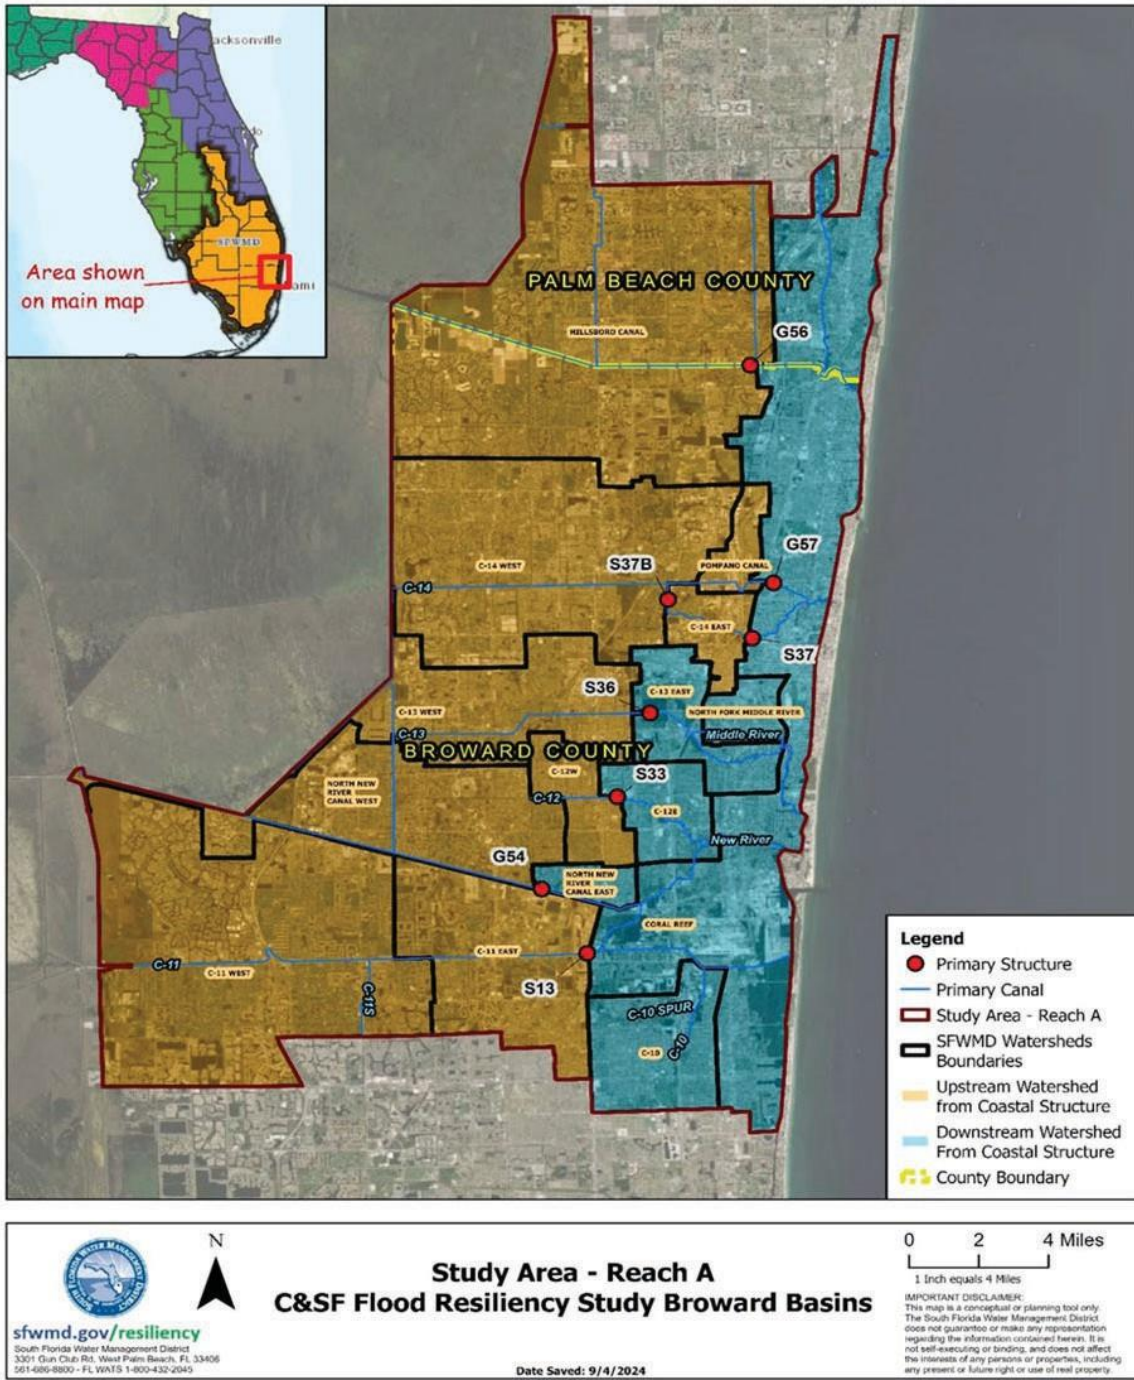 acksonville
do
SFWMD
ami
Area shown
on main map
PALM BEACH COUNTY
HILLSBORO CANAL
G56
G57
S37B
C-14 WEST
POMPANO CANAL
C-14
C-14 EAST
S37
S36
C-13 EAST
C-13 WEST
NORTH FORK MIDDLE RIVER
C-13
Middle River
BROWARD COUNTY
C-12W
S33
NORTH NEW
RIVER
CANAL WEST
C-12
C-12E
New River
G54
NORTH NEW
RIVER
CANAL EAST
CORAL REEF
C-11 EAST
C-11
C-11 WEST
S13
C-11S
C-10 SPUR
C-10
C-10
Legend
Primary Structure
Primary Canal
Study Area - Reach A
SFWMD Watersheds
Boundaries
Upstream Watershed
from Coastal Structure
Downstream Watershed
From Coastal Structure
County Boundary
SOUTH FLORIDA WATER MANAGEMENT DISTRICT
sfwmd.gov/resiliency
South Florida Water Management District
3301 Gun Club Rd, West Palm Beach, FL 33406
561-686-8800 - FL WATS 1-800-432-2045
N
Study Area - Reach A
C&SF Flood Resiliency Study Broward Basins
Date Saved: 9/4/2024
0 2 4 Miles
1 Inch equals 4 Miles
IMPORTANT DISCLAIMER:
This map is a conceptual or planning tool only.
The South Florida Water Management District
does not guarantee or make any representation
regarding the information contained herein. It is
not self-executing or binding, and does not affect
the interests of any persons or properties, including
any present or future right or use of real property.